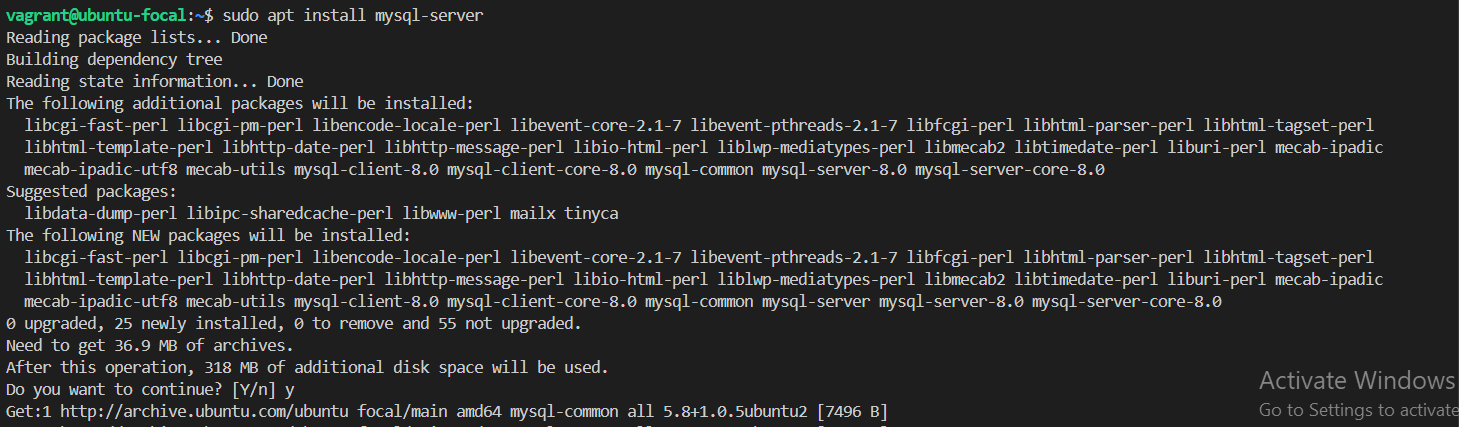 vagrant@ubuntu-focal:~$ sudo apt install mysql-server
Reading package lists... Done
Building dependency tree
Reading state information... Done
The following additional packages will be installed:
  libcgi-fast-perl libcgi-pm-perl libencode-locale-perl libevent-core-2.1-7 libevent-pthreads-2.1-7 libfcgi-perl libhtml-parser-perl libhtml-tagset-perl
  libhtml-template-perl libhttp-date-perl libhttp-message-perl libio-html-perl liblwp-mediatypes-perl libmecab2 libtimedate-perl liburi-perl mecab-ipadic
  mecab-ipadic-utf8 mecab-utils mysql-client-8.0 mysql-client-core-8.0 mysql-common mysql-server-8.0 mysql-server-core-8.0
Suggested packages:
  libdata-dump-perl libipc-sharedcache-perl libwww-perl mailx tinyca
The following NEW packages will be installed:
  libcgi-fast-perl libcgi-pm-perl libencode-locale-perl libevent-core-2.1-7 libevent-pthreads-2.1-7 libfcgi-perl libhtml-parser-perl libhtml-tagset-perl
  libhtml-template-perl libhttp-date-perl libhttp-message-perl libio-html-perl liblwp-mediatypes-perl libmecab2 libtimedate-perl liburi-perl mecab-ipadic
  mecab-ipadic-utf8 mecab-utils mysql-client-8.0 mysql-client-core-8.0 mysql-common mysql-server mysql-server-8.0 mysql-server-core-8.0
0 upgraded, 25 newly installed, 0 to remove and 55 not upgraded.
Need to get 36.9 MB of archives.
After this operation, 318 MB of additional disk space will be used.
Do you want to continue? [Y/n] y
Get:1 http://archive.ubuntu.com/ubuntu focal/main amd64 mysql-common all 5.8+1.0.5ubuntu2 [7496 B]
Activate Windows
Go to Settings to activate